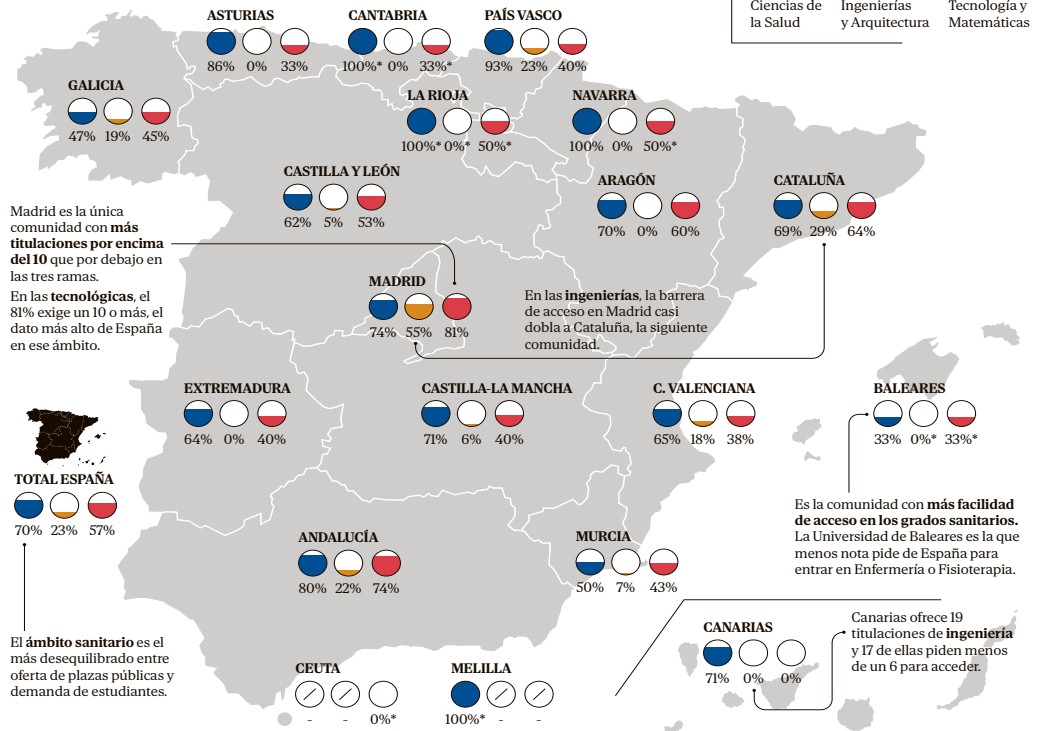 Ciencias de
la Salud
Ingenierías
y Arquitectura
Tecnología y
Matemáticas
ASTURIAS
86% 0% 33%
CANTABRIA
100%* 0% 33%*
PAÍS VASCO
93% 23% 40%
GALICIA
47% 19% 45%
LA RIOJA
100%* 0%* 50%*
NAVARRA
100% 0% 50%*
CASTILLA Y LEÓN
62% 5% 53%
ARAGÓN
70% 0% 60%
CATALUÑA
69% 29% 64%
Madrid es la única
comunidad con más
titulaciones por encima
del 10 que por debajo en
las tres ramas.
En las tecnológicas, el
81% exige un 10 o más, el
dato más alto de España
en ese ámbito.
MADRID
74% 55% 81%
En las ingenierías, la barrera
de acceso en Madrid casi
dobla a Cataluña, la siguiente
comunidad.
EXTREMADURA
64% 0% 40%
CASTILLA-LA MANCHA
71% 6% 40%
C. VALENCIANA
65% 18% 38%
BALEARES
33% 0%* 33%*
TOTAL ESPAÑA
70% 23% 57%
Es la comunidad con más facilidad
de acceso en los grados sanitarios.
La Universidad de Baleares es la que
menos nota pide de España para
entrar en Enfermería o Fisioterapia.
ANDALUCÍA
80% 22% 74%
MURCIA
50% 7% 43%
El ámbito sanitario es el
más desequilibrado entre
oferta de plazas públicas y
demanda de estudiantes.
CANARIAS
71% 0% 0%
Canarias ofrece 19
titulaciones de ingeniería
y 17 de ellas piden menos
de un 6 para acceder.
CEUTA
- - 0%*
MELILLA
100%* - -